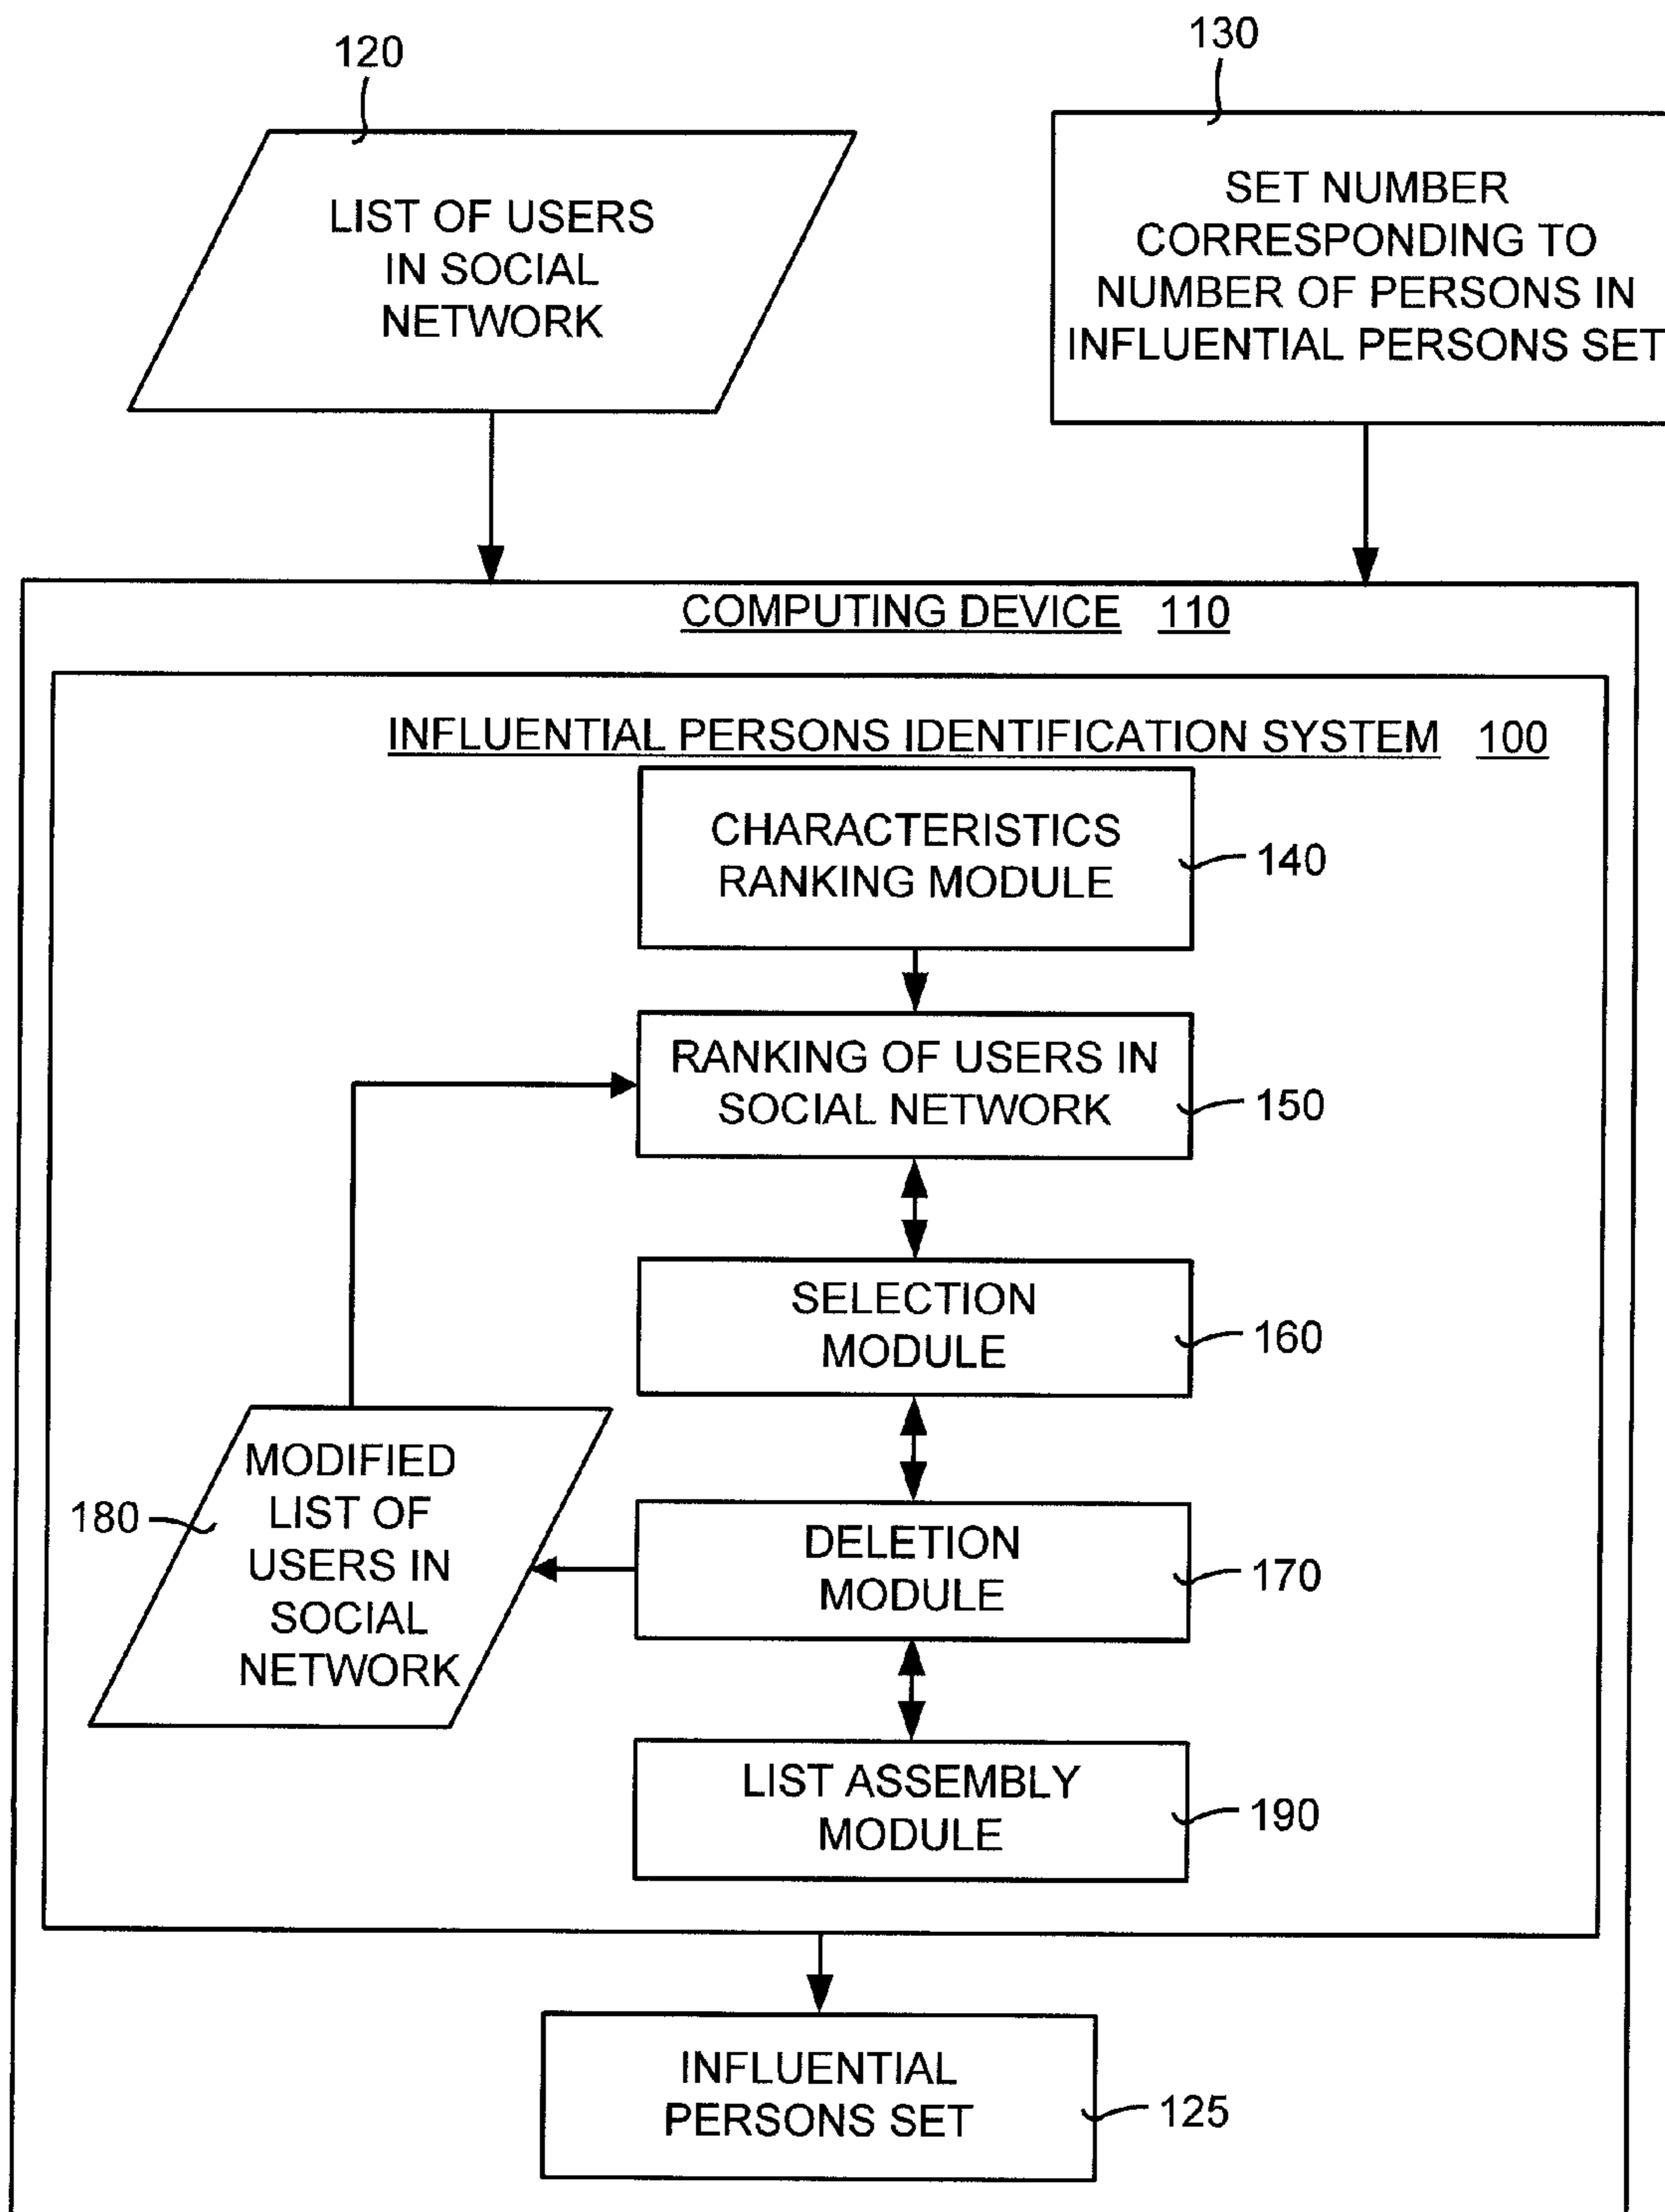 120
130
LIST OF USERS
IN SOCIAL
NETWORK
SET NUMBER
CORRESPONDING TO
NUMBER OF PERSONS IN
INFLUENTIAL PERSONS SET
COMPUTING DEVICE 110
INFLUENTIAL PERSONS IDENTIFICATION SYSTEM 100
CHARACTERISTICS
RANKING MODULE
140
RANKING OF USERS IN
SOCIAL NETWORK
150
SELECTION
MODULE
160
MODIFIED
LIST OF
USERS IN
SOCIAL
NETWORK
180
DELETION
MODULE
170
LIST ASSEMBLY
MODULE
190
INFLUENTIAL
PERSONS SET
125